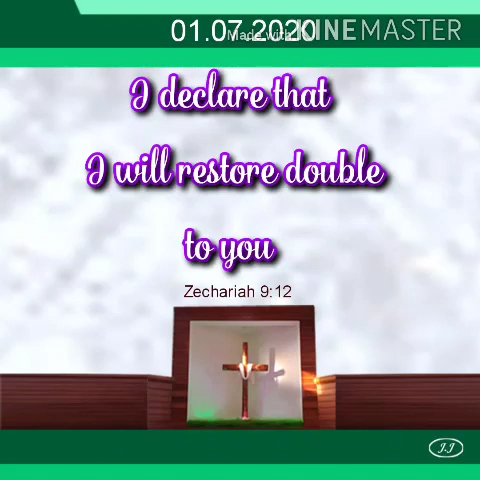 01.07.2020
Made with KINEMASTER
I declare that
I will restore double
to you
Zechariah 9:12
JJ